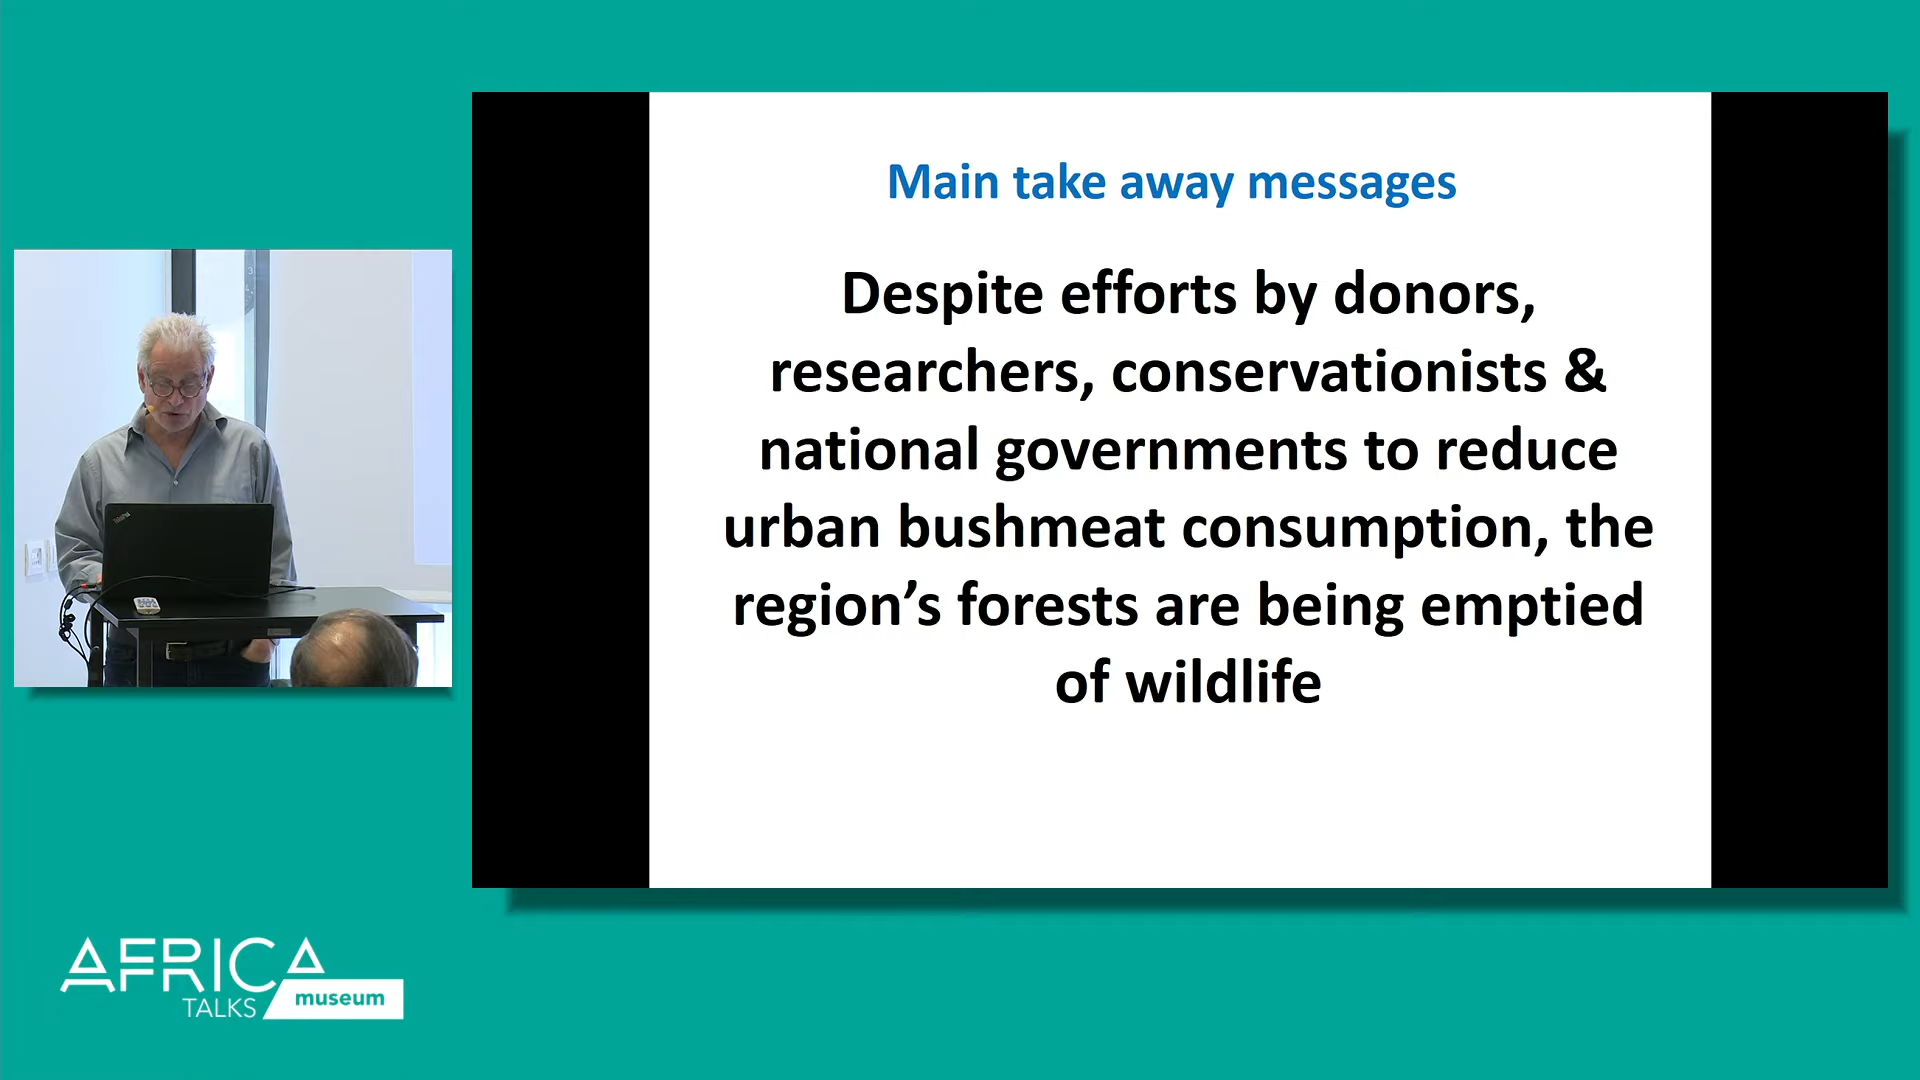 Main take away messages
Despite efforts by donors,
researchers, conservationists &
national governments to reduce
urban bushmeat consumption, the
region’s forests are being emptied
of wildlife
AFRICA
TALKS museum